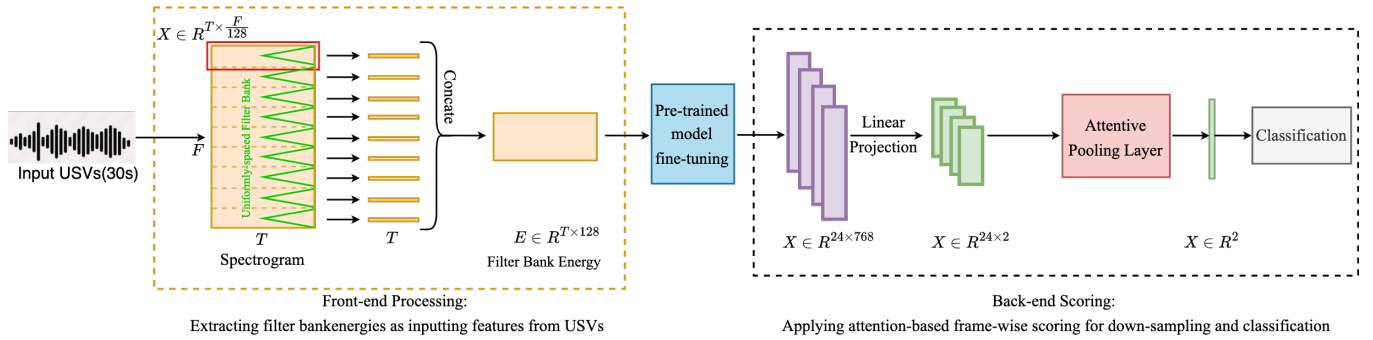 X ∈ R^{T×\frac{F}{128}}
Input USVs(30s)
F
Uniformly-spaced Filter Bank
T
Spectrogram
T
Concate
E ∈ R^{T×128}
Filter Bank Energy
Front-end Processing:
Extracting filter bankenergies as inputting features from USVs
Pre-trained
model
fine-tuning
X ∈ R^{24×768}
Linear
Projection
X ∈ R^{24×2}
Attentive
Pooling Layer
X ∈ R^2
Classification
Back-end Scoring:
Applying attention-based frame-wise scoring for down-sampling and classification